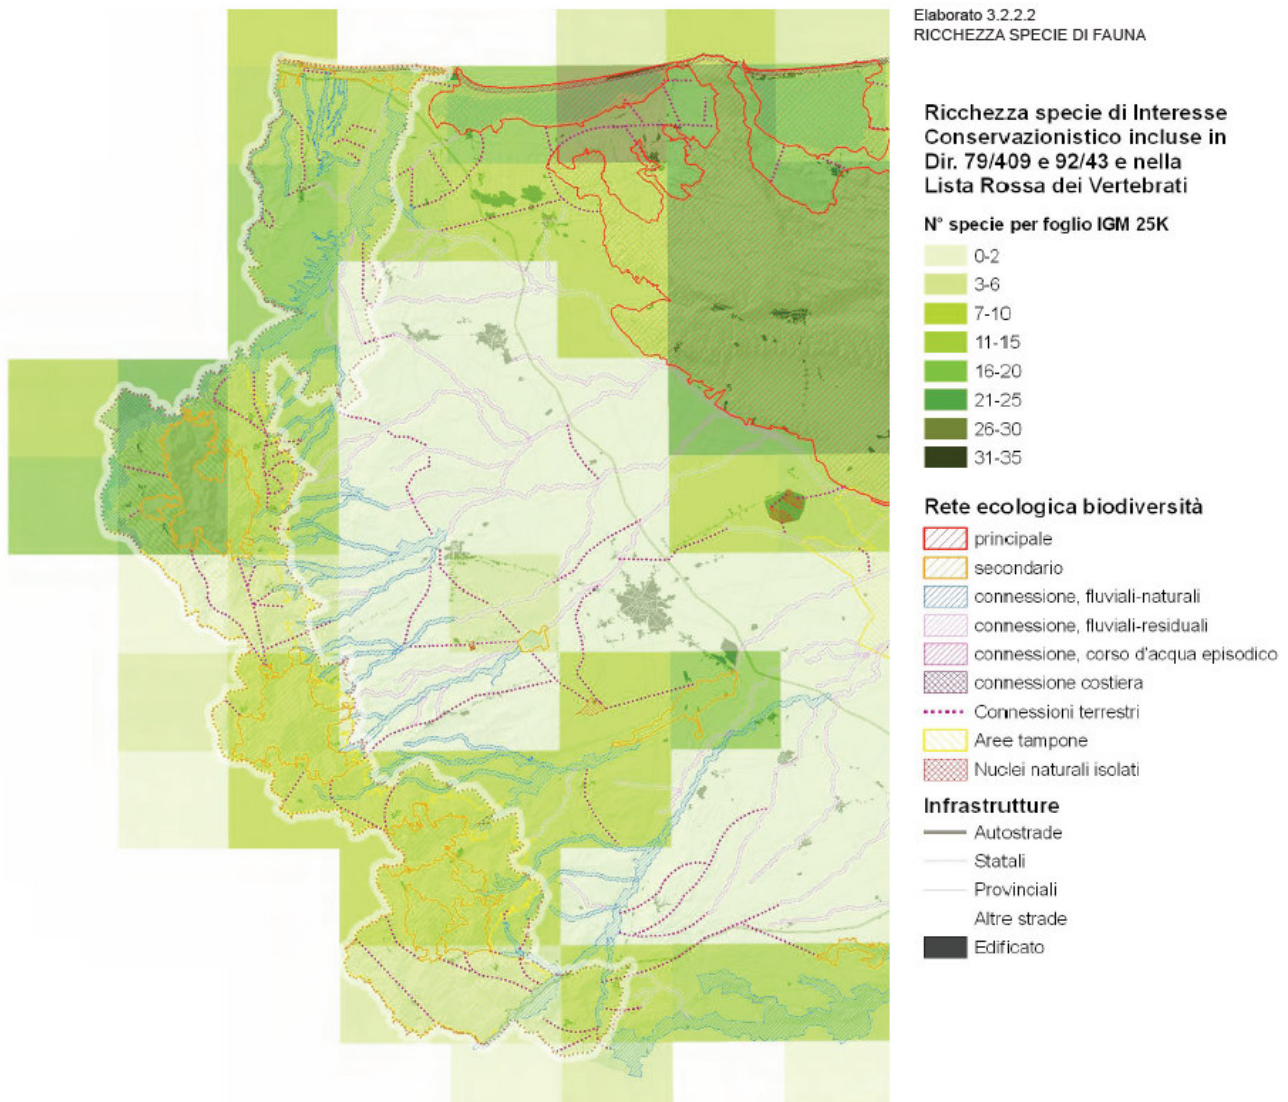 Elaborato 3.2.2.2
RICCHEZZA SPECIE DI FAUNA
Ricchezza specie di Interesse
Conservazionistico incluse in
Dir. 79/409 e 92/43 e nella
Lista Rossa dei Vertebrati
N° specie per foglio IGM 25K
0-2
3-6
7-10
11-15
16-20
21-25
26-30
31-35
Rete ecologica biodiversità
principale
secondario
connessione, fluviali-naturali
connessione, fluviali-residuali
connessione, corso d'acqua episodico
connessione costiera
Connessioni terrestri
Aree tampone
Nuclei naturali isolati
Infrastrutture
Autostrade
Statali
Provinciali
Altre strade
Edificato